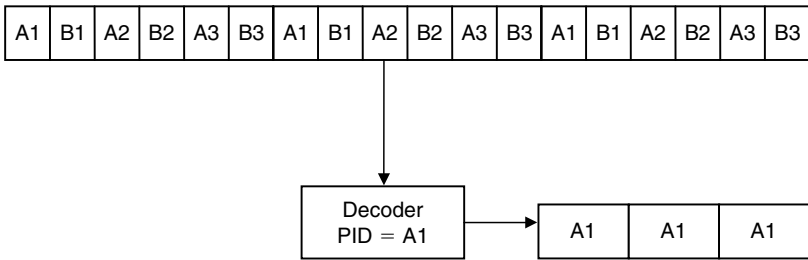 A1 B1 A2 B2 A3 B3 A1 B1 A2 B2 A3 B3 A1 B1 A2 B2 A3 B3
Decoder
PID = A1
A1 A1 A1